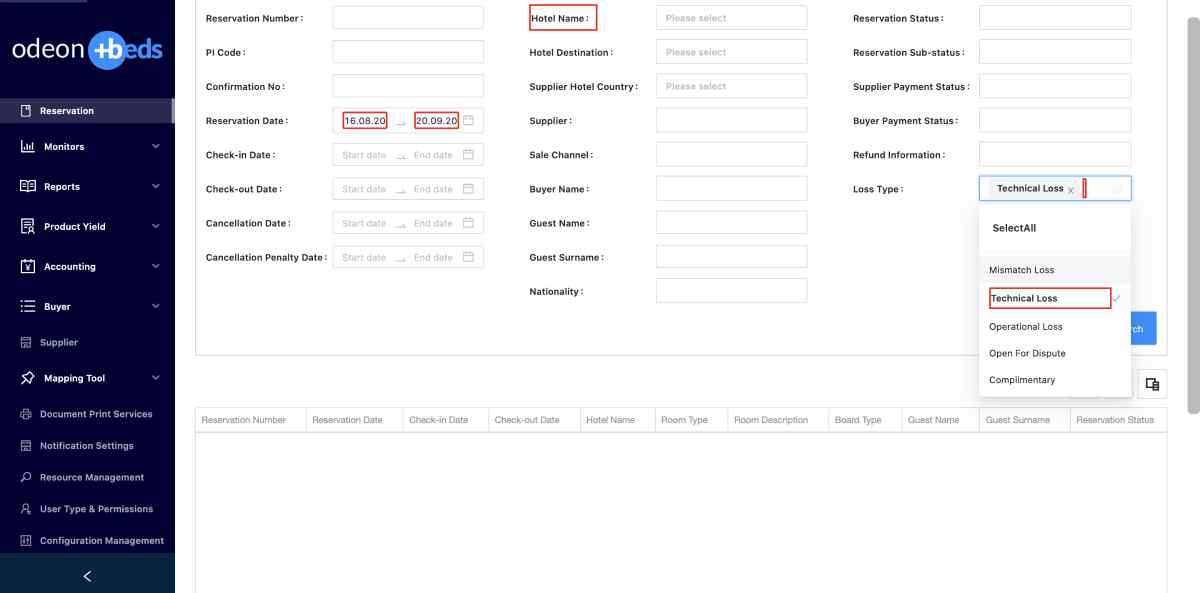 odeon +beds
Reservation
Monitors
Reports
Product Yield
Accounting
Buyer
Supplier
Mapping Tool
Document Print Services
Notification Settings
Resource Management
User Type & Permissions
Configuration Management
Reservation Number :
Hotel Name : Please select
Reservation Status :
PI Code :
Hotel Destination : Please select
Reservation Sub-status :
Confirmation No :
Supplier Hotel Country : Please select
Supplier Payment Status :
Reservation Date : 16.08.20 → 20.09.20
Supplier :
Buyer Payment Status :
Check-in Date : Start date → End date
Sale Channel :
Refund Information :
Check-out Date : Start date → End date
Buyer Name :
Loss Type : Technical Loss ×
Cancellation Date : Start date → End date
Guest Name :
Cancellation Penalty Date : Start date → End date
Guest Surname :
Nationality :
SelectAll
Mismatch Loss
Technical Loss
Operational Loss
Open For Dispute
Complimentary
rch
Reservation Number Reservation Date Check-in Date Check-out Date Hotel Name Room Type Room Description Board Type Guest Name Guest Surname Reservation Status